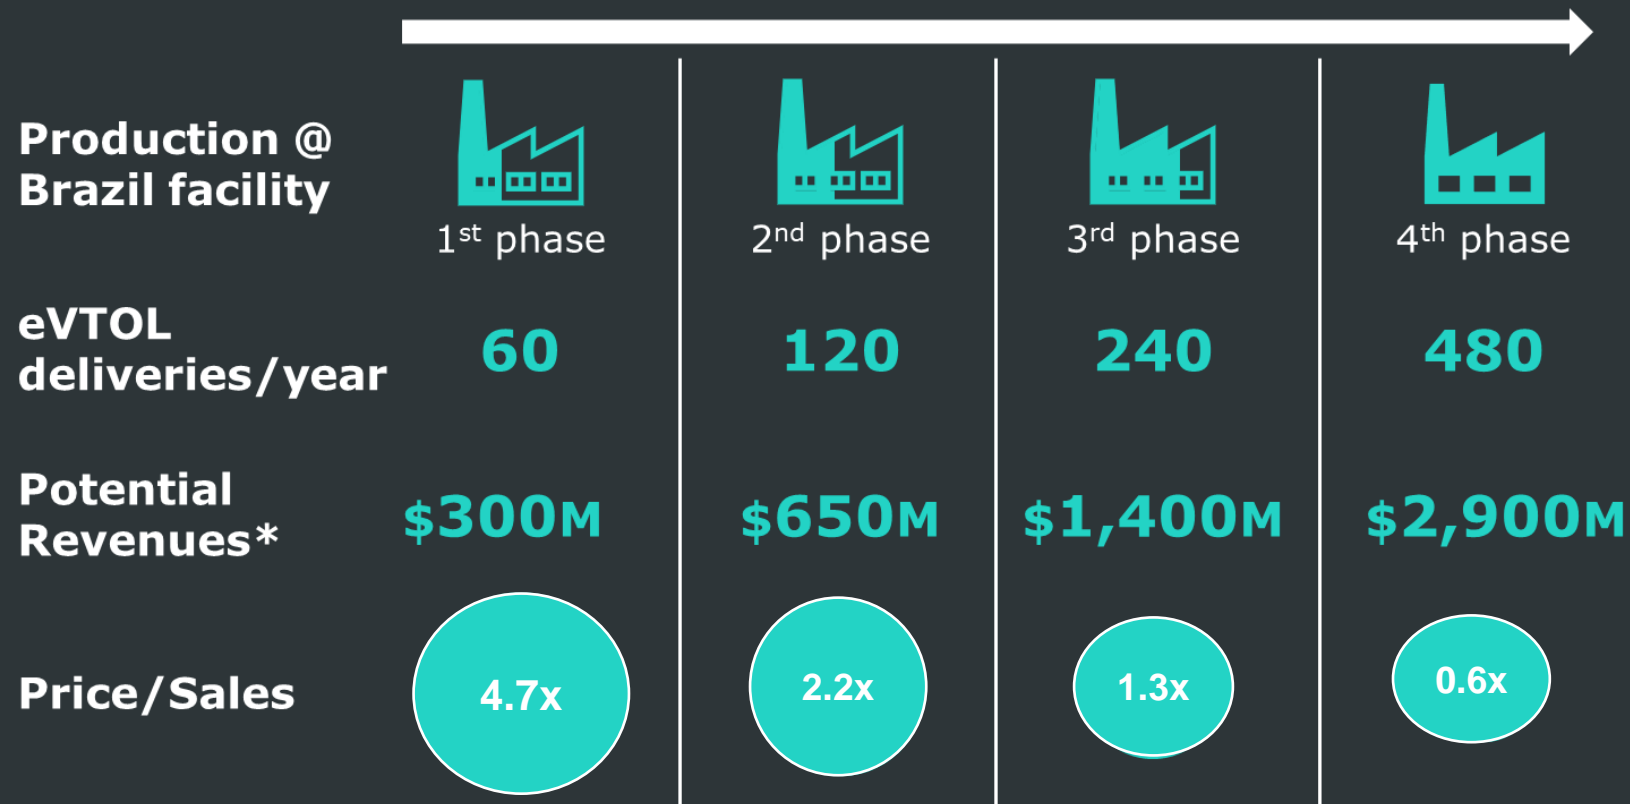 Production @
Brazil facility
1st phase
2nd phase
3rd phase
4th phase
eVTOL
deliveries/year
60
120
240
480
Potential
Revenues*
$300M
$650M
$1,400M
$2,900M
Price/Sales
4.7x
2.2x
1.3x
0.6x